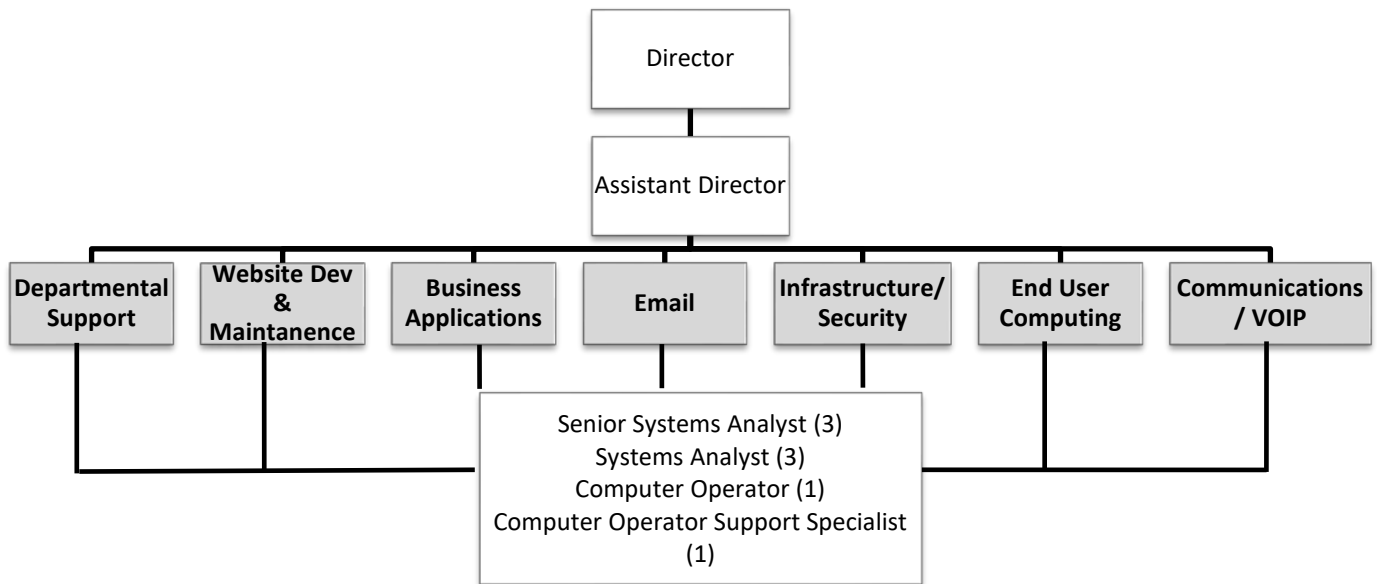 Director
Assistant Director
Departmental
Support
Website Dev
&
Maintanence
Business
Applications
Email
Infrastructure/
Security
End User
Computing
Communications
/ VOIP
Senior Systems Analyst (3)
Systems Analyst (3)
Computer Operator (1)
Computer Operator Support Specialist
(1)